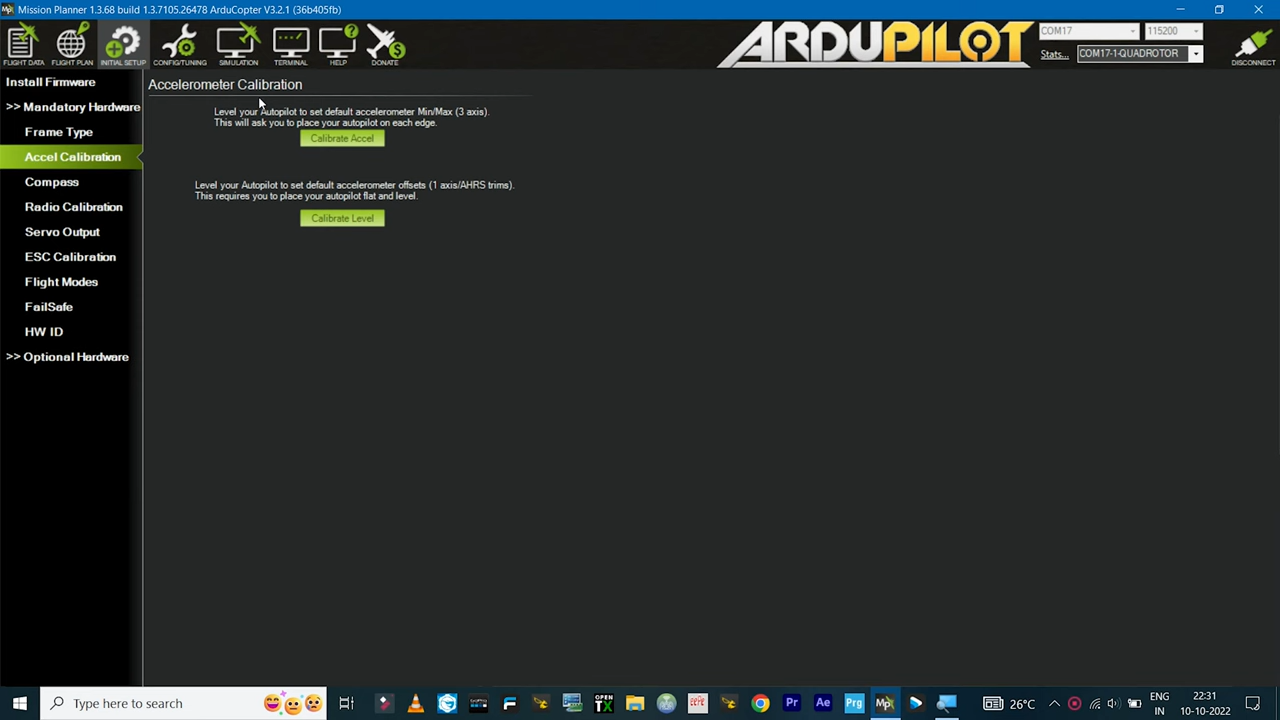 Mission Planner 1.3.68 build 1.3.7105.26478 ArduCopter V3.2.1 (36b405fb)
FLIGHT DATA
FLIGHT PLAN
INITIAL SETUP
CONFIG/TUNING
SIMULATION
TERMINAL
HELP
DONATE
ARDUPILOT
COM17
115200
Stats...
COM17-1-QUADROTOR
DISCONNECT
Install Firmware
>> Mandatory Hardware
Frame Type
Accel Calibration
Compass
Radio Calibration
Servo Output
ESC Calibration
Flight Modes
FailSafe
HW ID
>> Optional Hardware
Accelerometer Calibration
Level your Autopilot to set default accelerometer Min/Max (3 axis).
This will ask you to place your autopilot on each edge.
Calibrate Accel
Level your Autopilot to set default accelerometer offsets (1 axis/AHRS trims).
This requires you to place your autopilot flat and level.
Calibrate Level
Type here to search
OPEN
TX
Pr
Ae
Prg
Mp
26°C
ENG
IN
22:31
10-10-2022